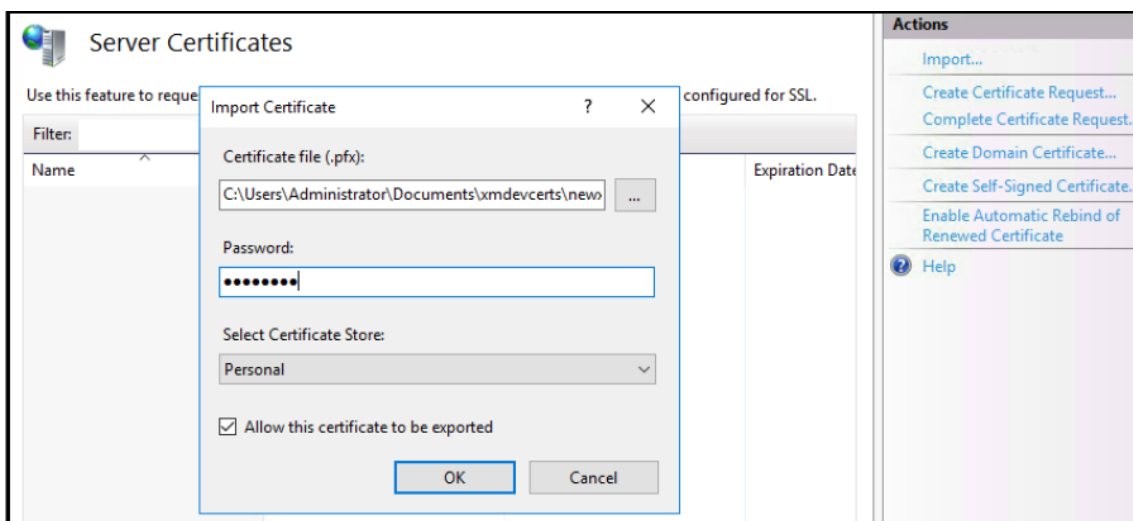 Server Certificates
Use this feature to reque
configured for SSL.
Filter:
Name
Expiration Date
Import Certificate
?
Certificate file (.pfx):
C:\Users\Administrator\Documents\xmdevcerts\new
...
Password:
••••••••
Select Certificate Store:
Personal
Allow this certificate to be exported
OK
Cancel
Actions
Import...
Create Certificate Request...
Complete Certificate Request.
Create Domain Certificate...
Create Self-Signed Certificate.
Enable Automatic Rebind of
Renewed Certificate
Help